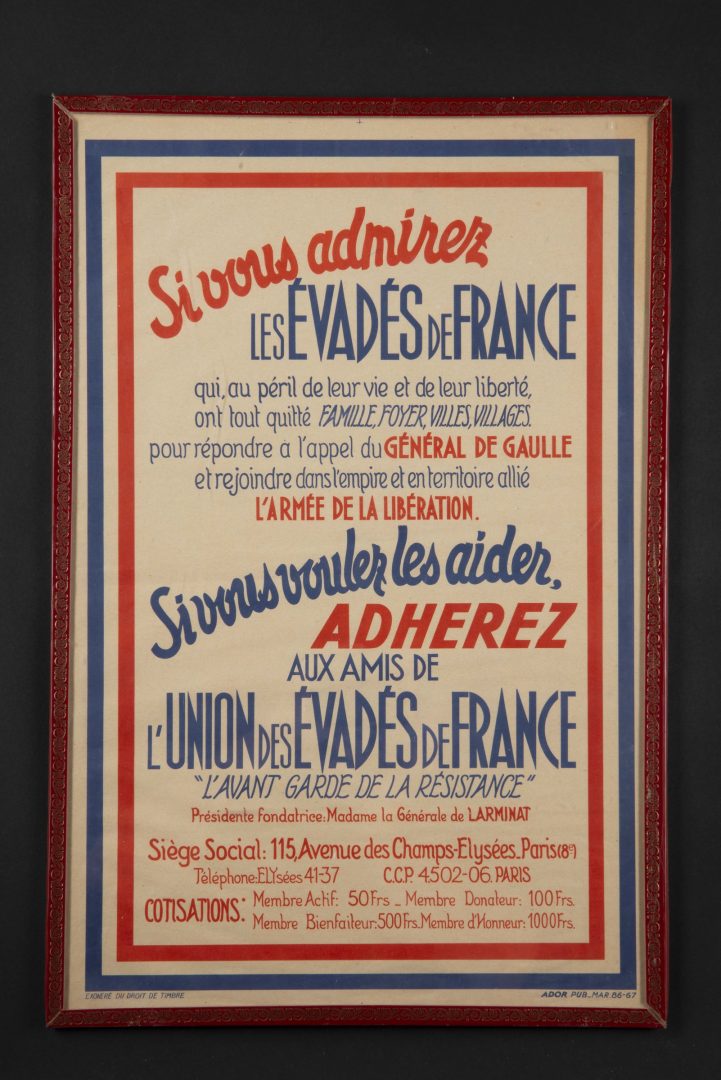 Si vous admirez
LES ÉVADÉS DE FRANCE
qui, au péril de leur vie et de leur liberté,
ont tout quitté FAMILLE, FOYER, VILLES, VILLAGES.
pour répondre a l'appel du GÉNÉRAL DE GAULLE
et rejoindre dans l'empire et en territoire allié
L'ARMÉE DE LA LIBÉRATION.
Si vous voulez les aider,
ADHEREZ
AUX AMIS DE
L'UNION DES ÉVADÉS DE FRANCE
"L'AVANT GARDE DE LA RÉSISTANCE"
Présidente fondatrice: Madame la Générale de LARMINAT
Siège Social: 115, Avenue des Champs-Elysées_Paris (8e)
Téléphone: ELYsées 41-37 C.C.P. 4.502-06. PARIS
COTISATIONS: Membre Actif: 50 Frs _ Membre Donateur: 100 Frs.
Membre Bienfaiteur: 500 Frs. Membre d'Honneur: 1000 Frs.
EXONÉRÉ DU DROIT DE TIMBRE
ADOR PUB_MAR. 86-67